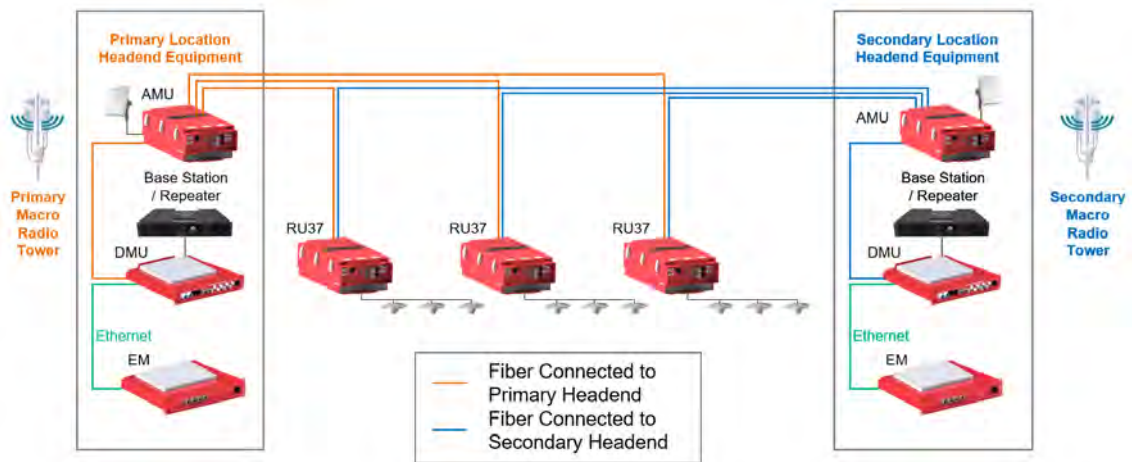 Primary Location
Headend Equipment
AMU
Base Station
/ Repeater
DMU
Ethernet
EM
Primary
Macro
Radio
Tower
RU37
RU37
RU37
Fiber Connected to
Primary Headend
Fiber Connected to
Secondary Headend
Secondary Location
Headend Equipment
AMU
Base Station
/ Repeater
DMU
Ethernet
EM
Secondary
Macro
Radio
Tower